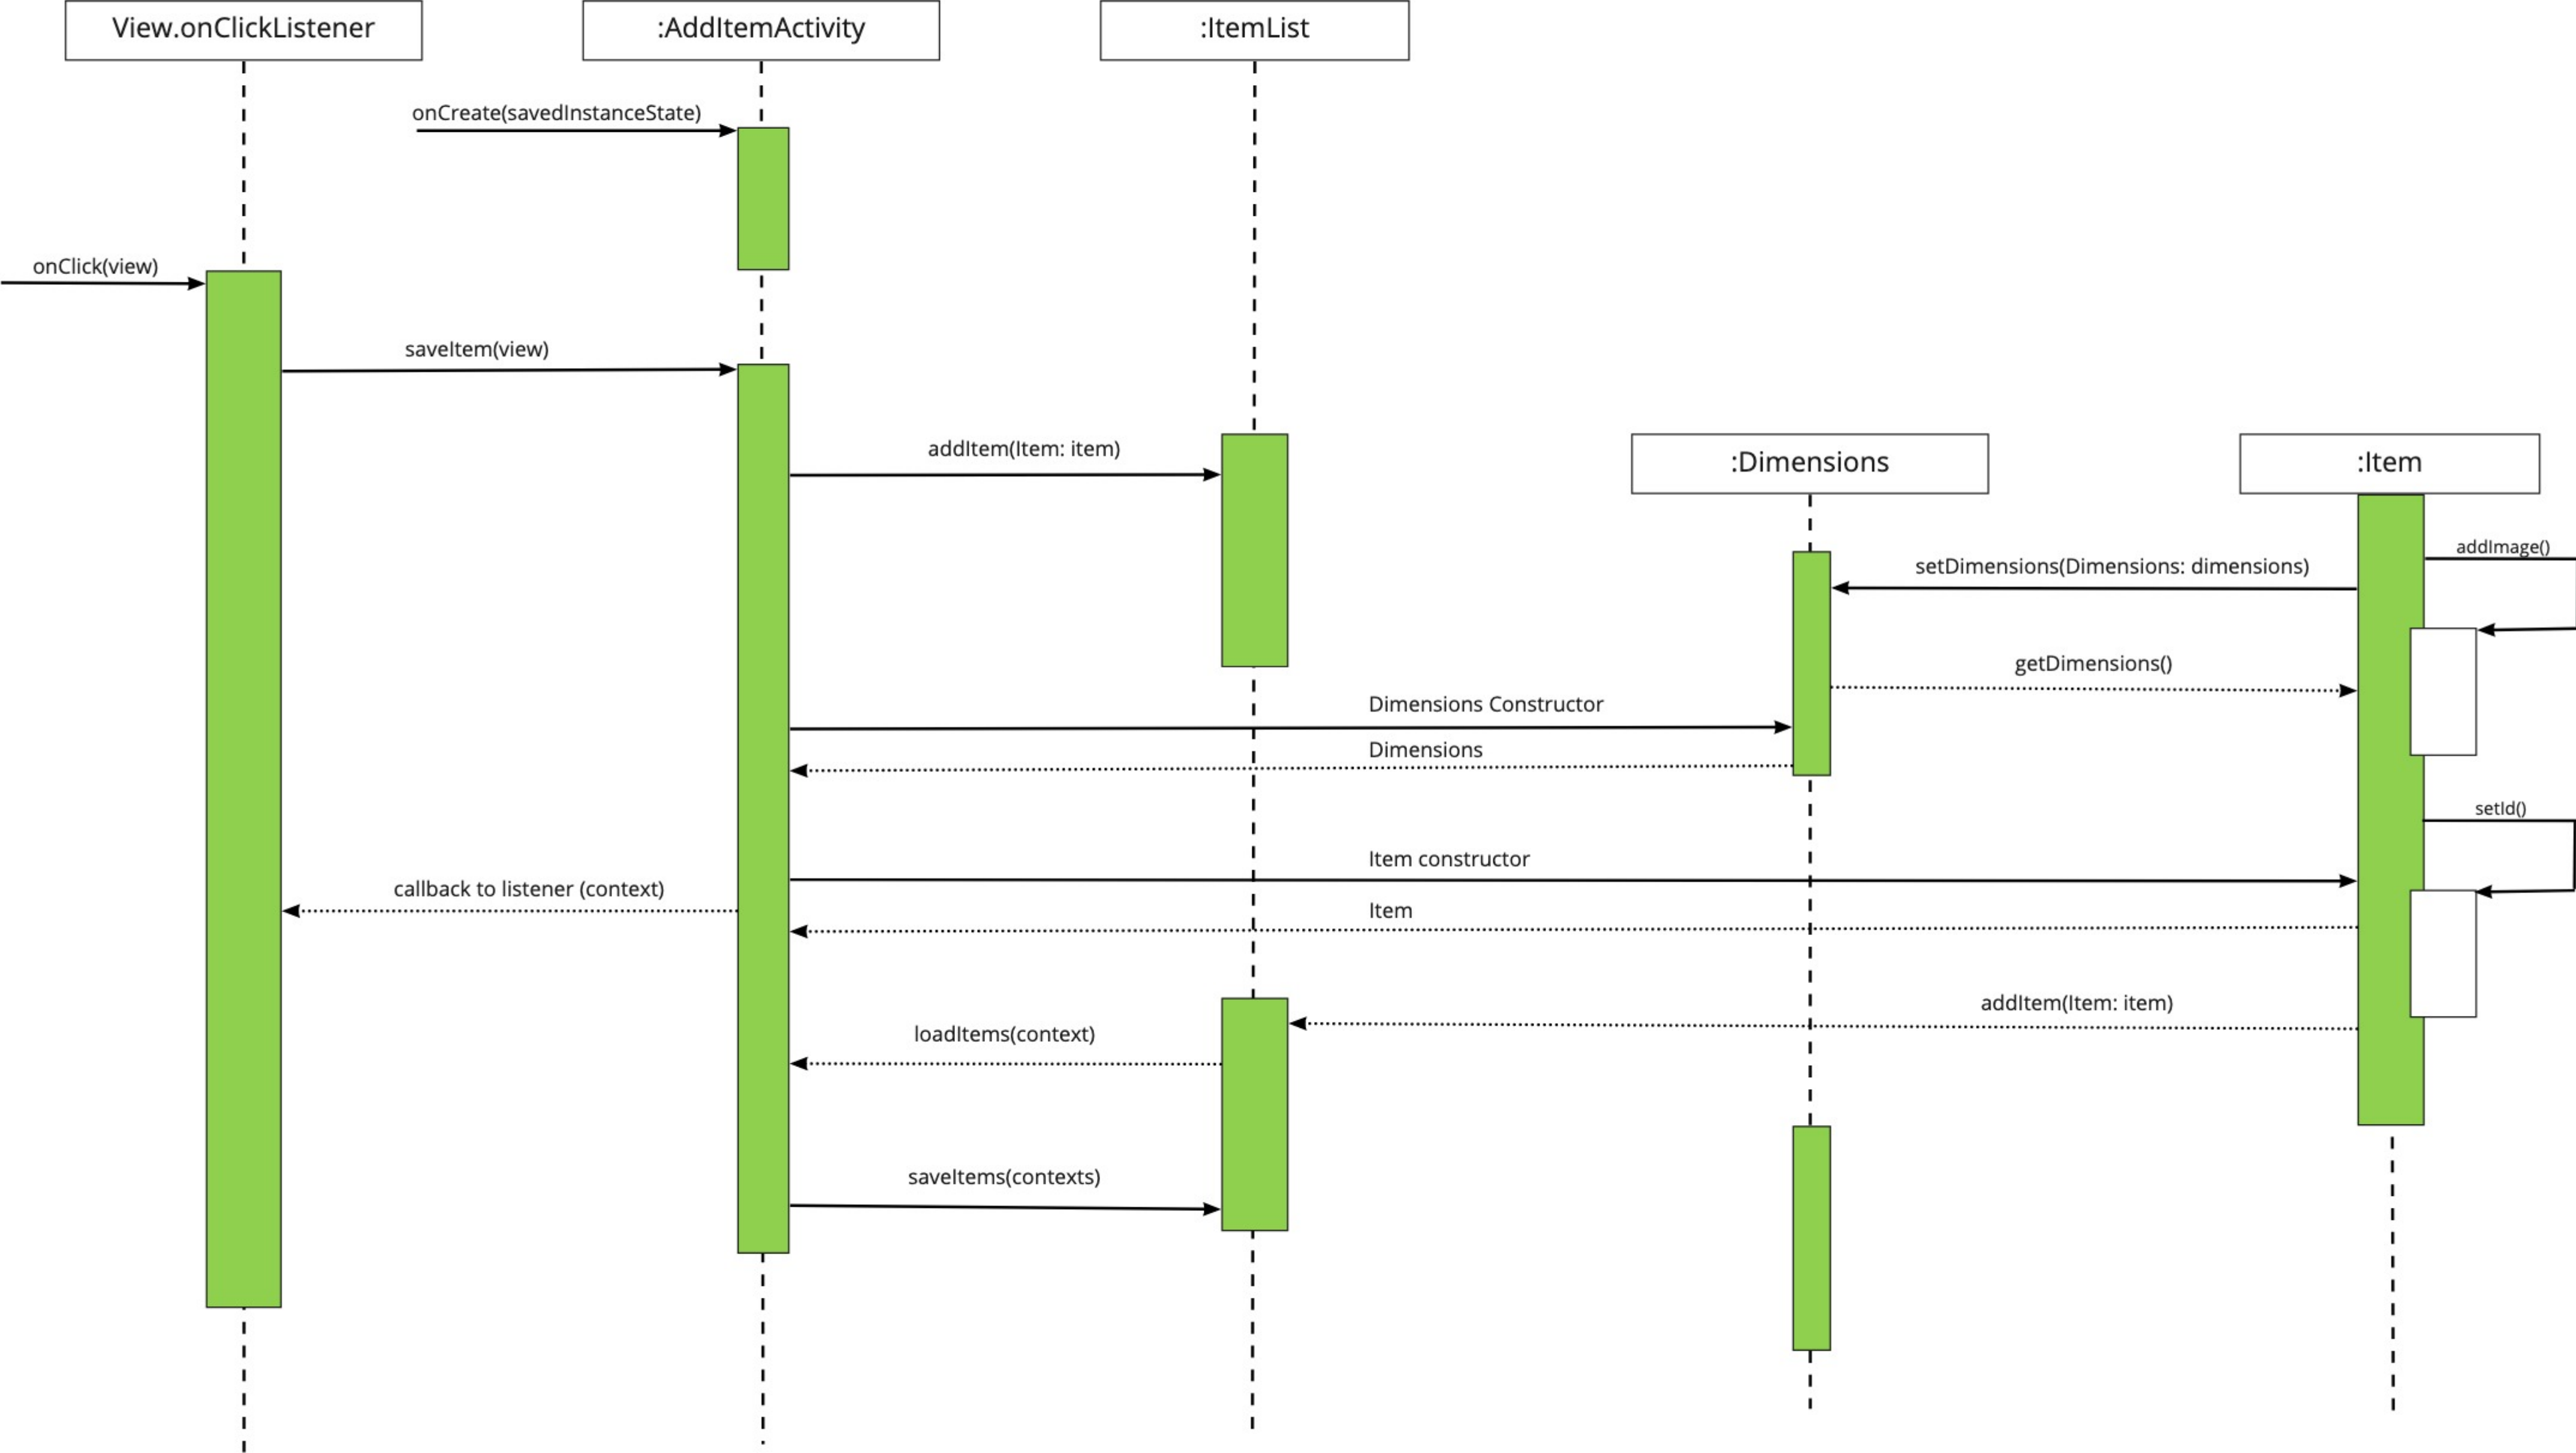 View.onClickListener
:AddItemActivity
:ItemList
onCreate(savedInstanceState)
onClick(view)
saveItem(view)
addItem(Item: item)
:Dimensions
:Item
addImage()
setDimensions(Dimensions: dimensions)
getDimensions()
Dimensions Constructor
Dimensions
setId()
Item constructor
callback to listener (context)
Item
addItem(Item: item)
loadItems(context)
saveItems(contexts)